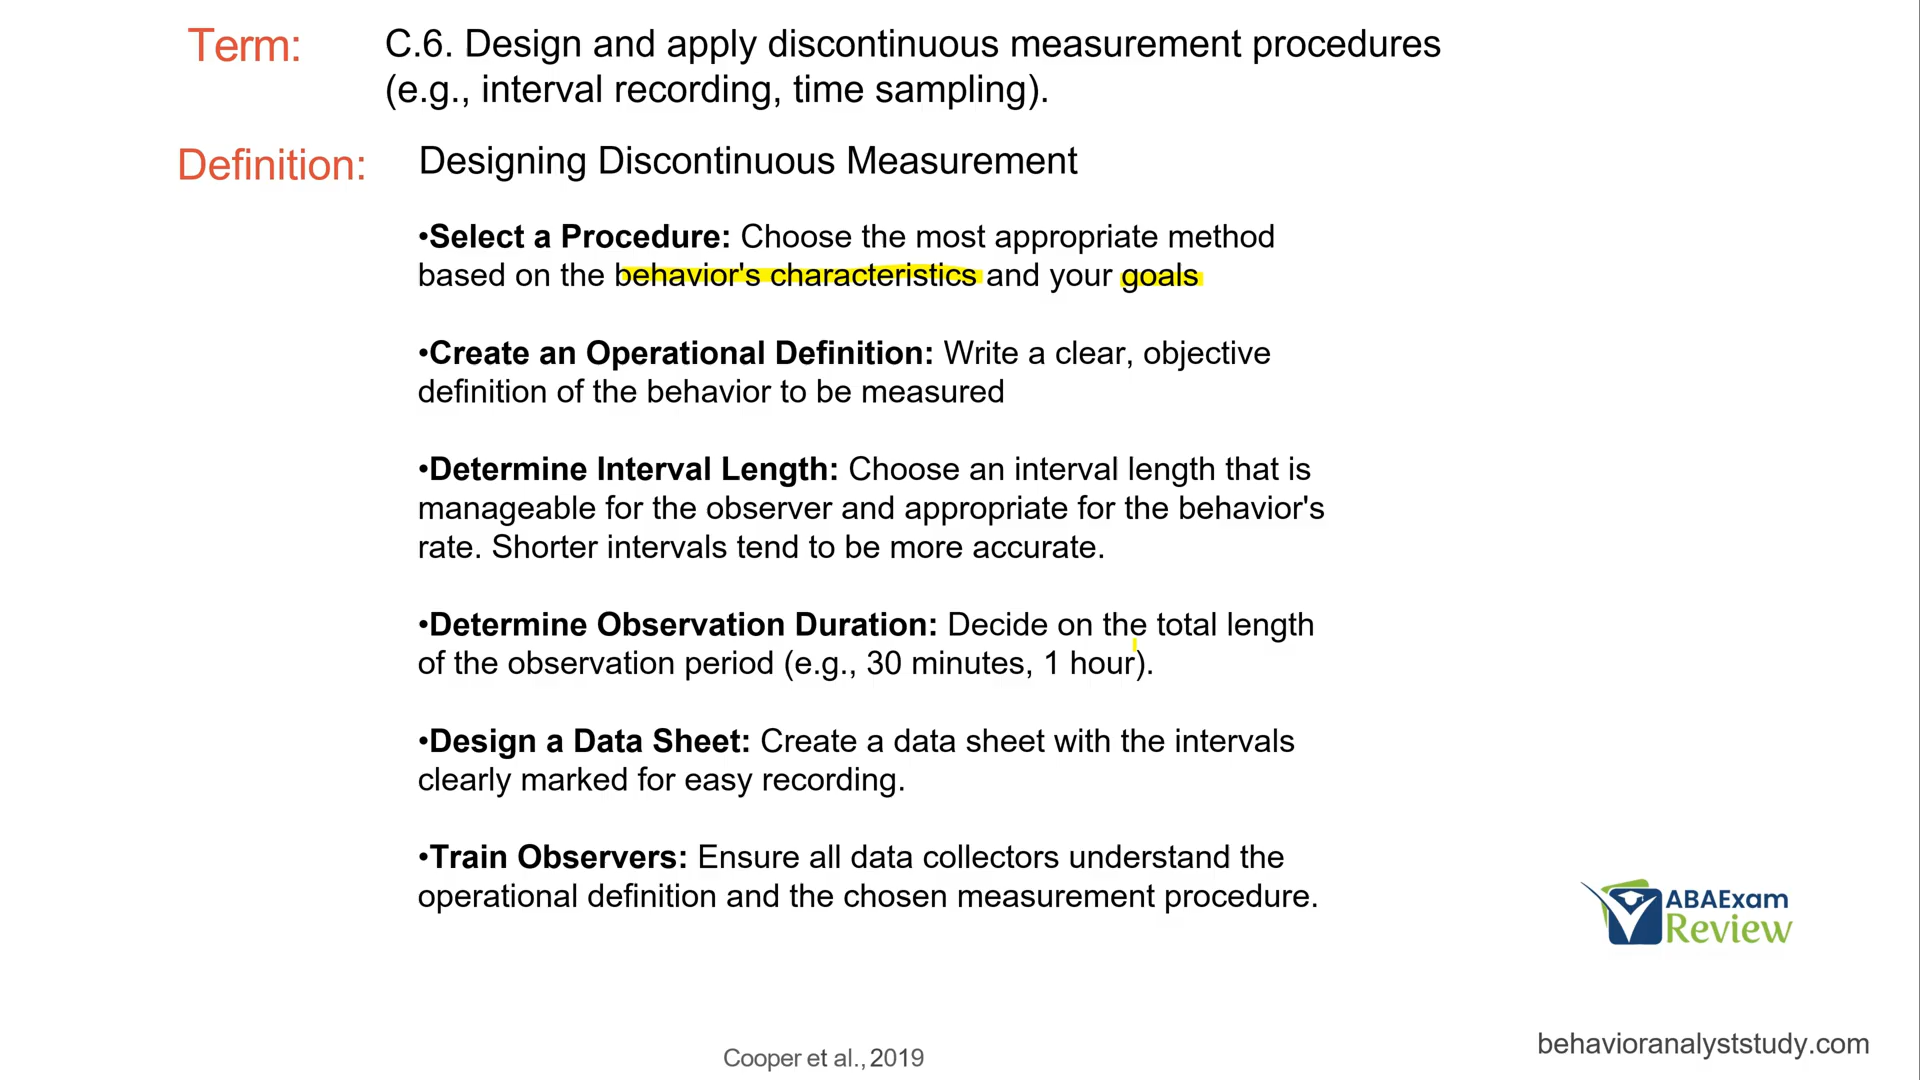 Term:
C.6. Design and apply discontinuous measurement procedures
(e.g., interval recording, time sampling).
Definition:
Designing Discontinuous Measurement
•Select a Procedure: Choose the most appropriate method
based on the behavior's characteristics and your goals
•Create an Operational Definition: Write a clear, objective
definition of the behavior to be measured
•Determine Interval Length: Choose an interval length that is
manageable for the observer and appropriate for the behavior's
rate. Shorter intervals tend to be more accurate.
•Determine Observation Duration: Decide on the total length
of the observation period (e.g., 30 minutes, 1 hour).
•Design a Data Sheet: Create a data sheet with the intervals
clearly marked for easy recording.
•Train Observers: Ensure all data collectors understand the
operational definition and the chosen measurement procedure.
ABAExam
Review
Cooper et al., 2019
behavioranalyststudy.com